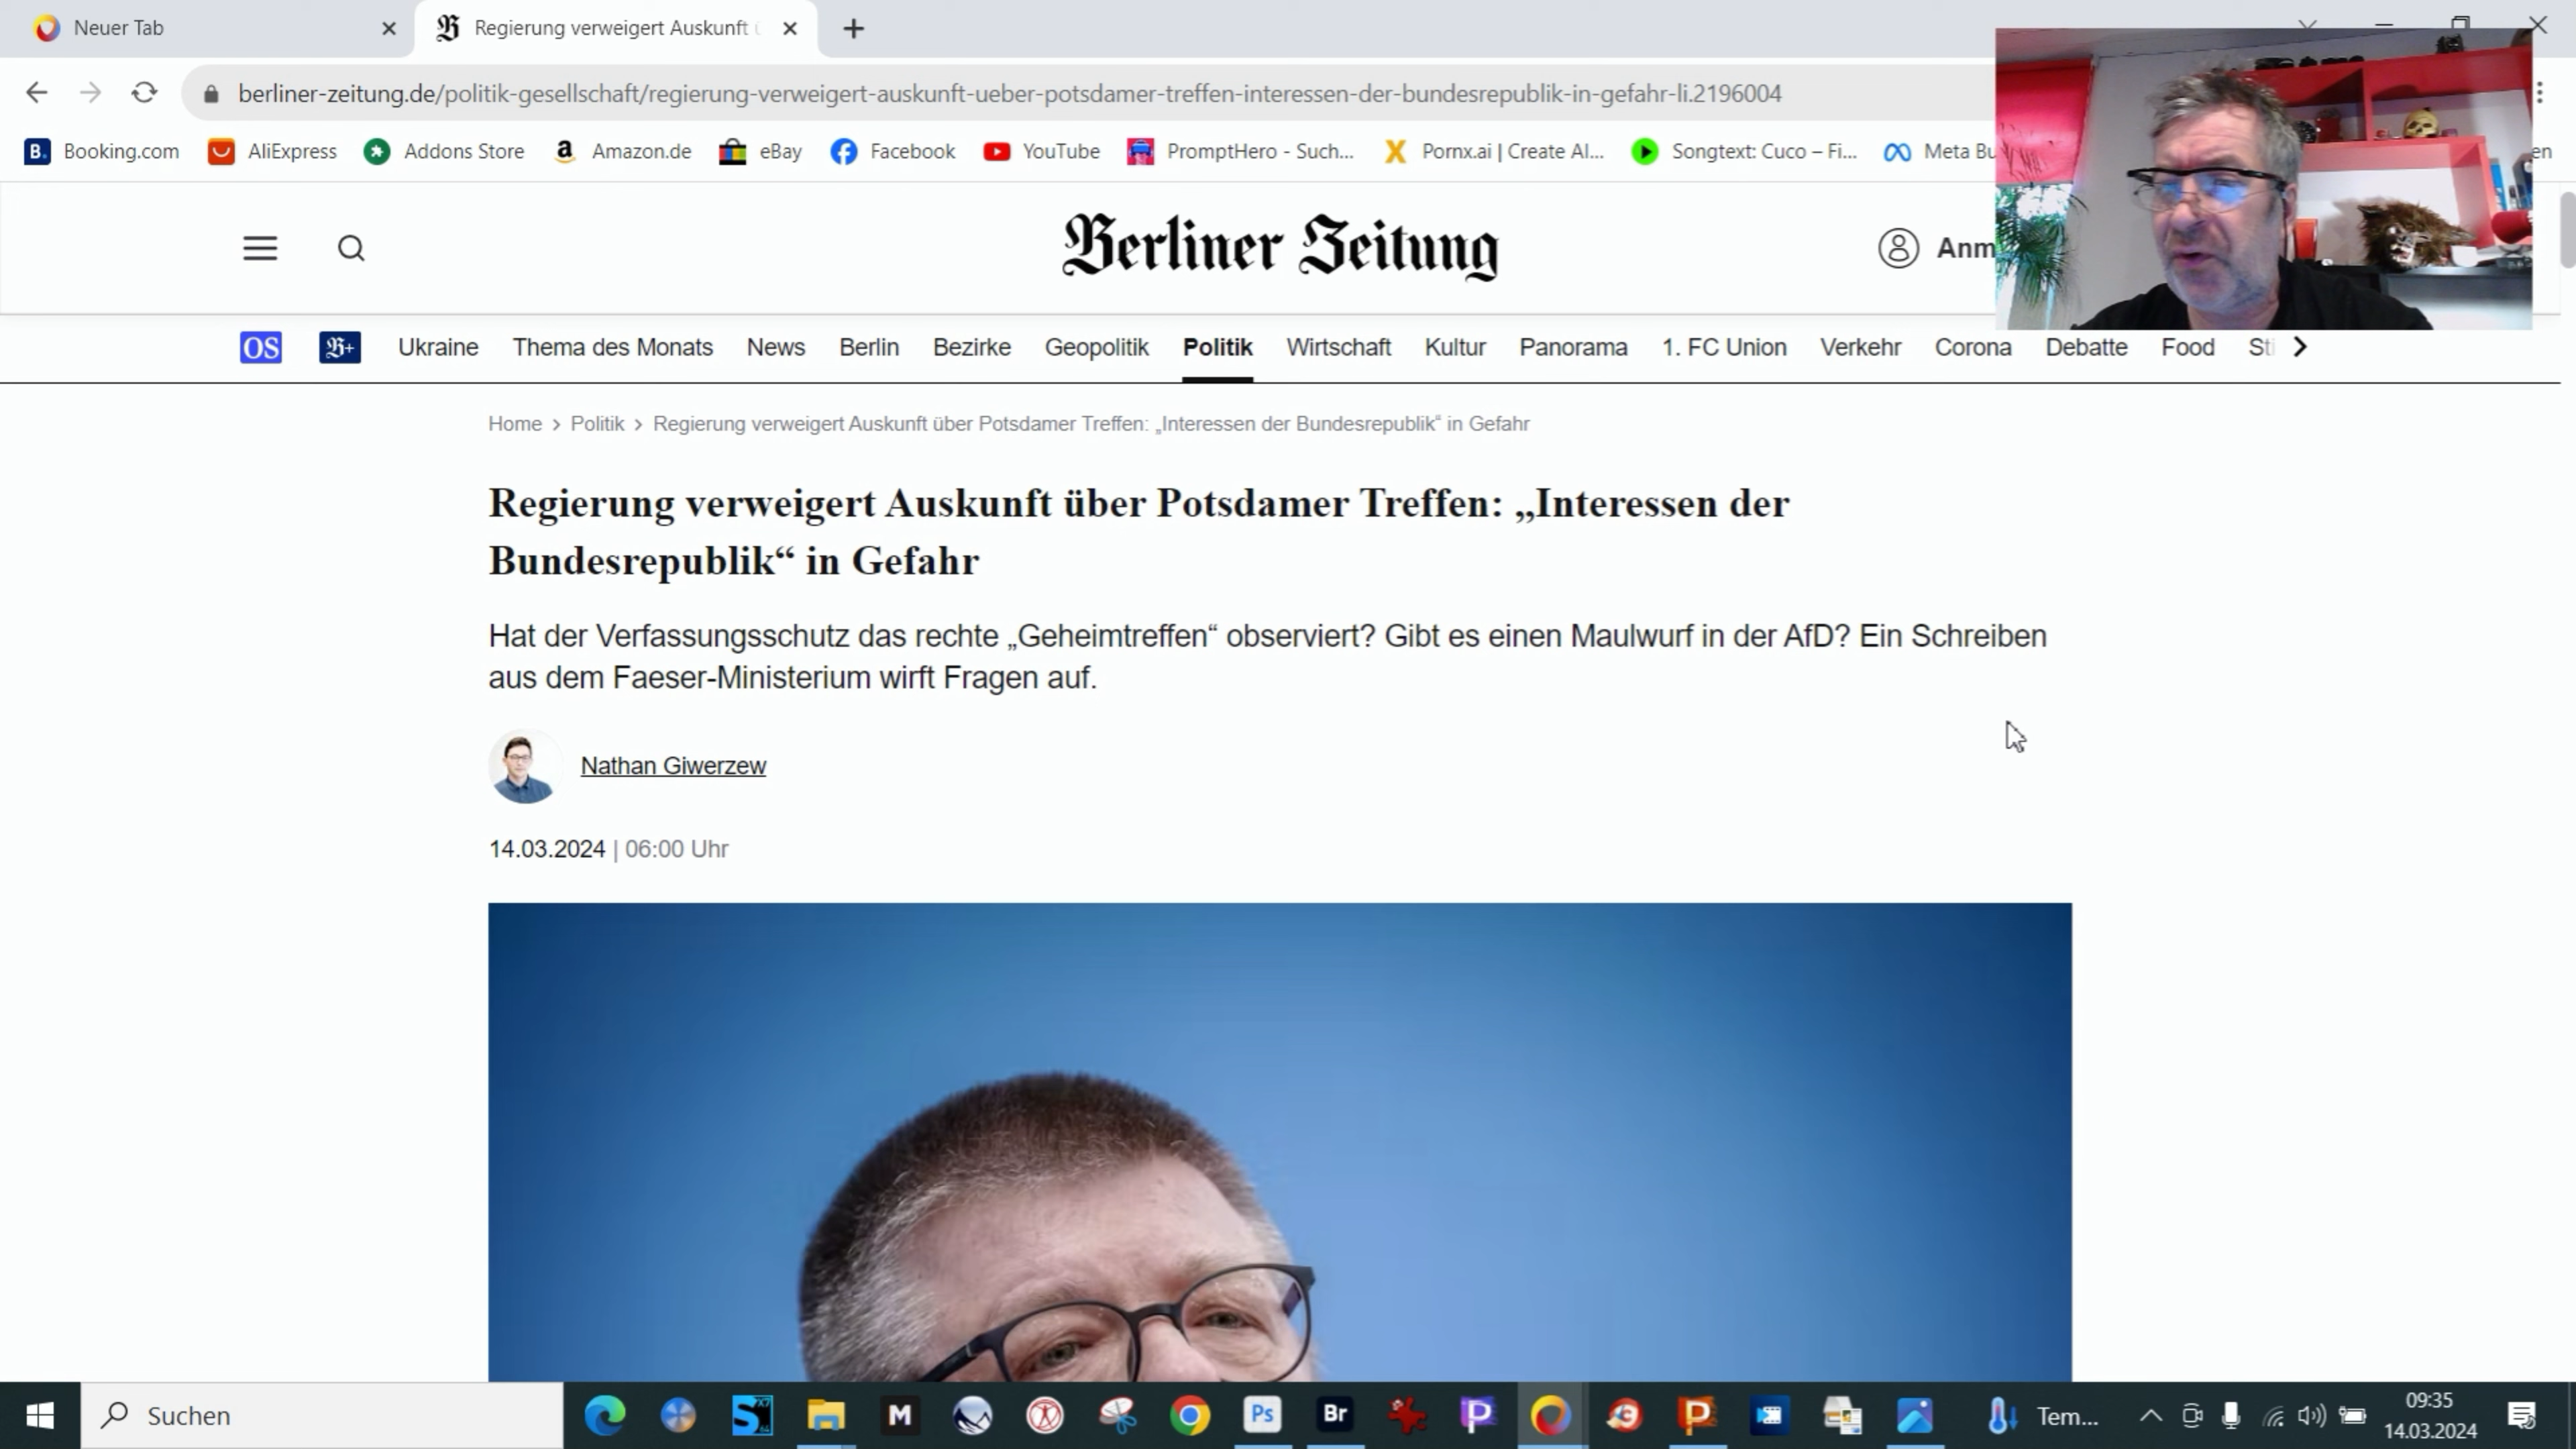 Neuer Tab
Regierung verweigert Auskunft ü
berliner-zeitung.de/politik-gesellschaft/regierung-verweigert-auskunft-ueber-potsdamer-treffen-interessen-der-bundesrepublik-in-gefahr-li.2196004
B. Booking.com AliExpress Addons Store a Amazon.de eBay Facebook YouTube PromptHero - Such... X Pornx.ai | Create AI... Songtext: Cuco – Fi... Meta Bu en
Berliner Zeitung
Anm
OS B+ Ukraine Thema des Monats News Berlin Bezirke Geopolitik Politik Wirtschaft Kultur Panorama 1. FC Union Verkehr Corona Debatte Food Sti
Home > Politik > Regierung verweigert Auskunft über Potsdamer Treffen: „Interessen der Bundesrepublik“ in Gefahr
Regierung verweigert Auskunft über Potsdamer Treffen: „Interessen der
Bundesrepublik“ in Gefahr
Hat der Verfassungsschutz das rechte „Geheimtreffen“ observiert? Gibt es einen Maulwurf in der AfD? Ein Schreiben
aus dem Faeser-Ministerium wirft Fragen auf.
Nathan Giwerzew
14.03.2024 | 06:00 Uhr
Suchen
M Ps Br
Tem...
09:35
14.03.2024